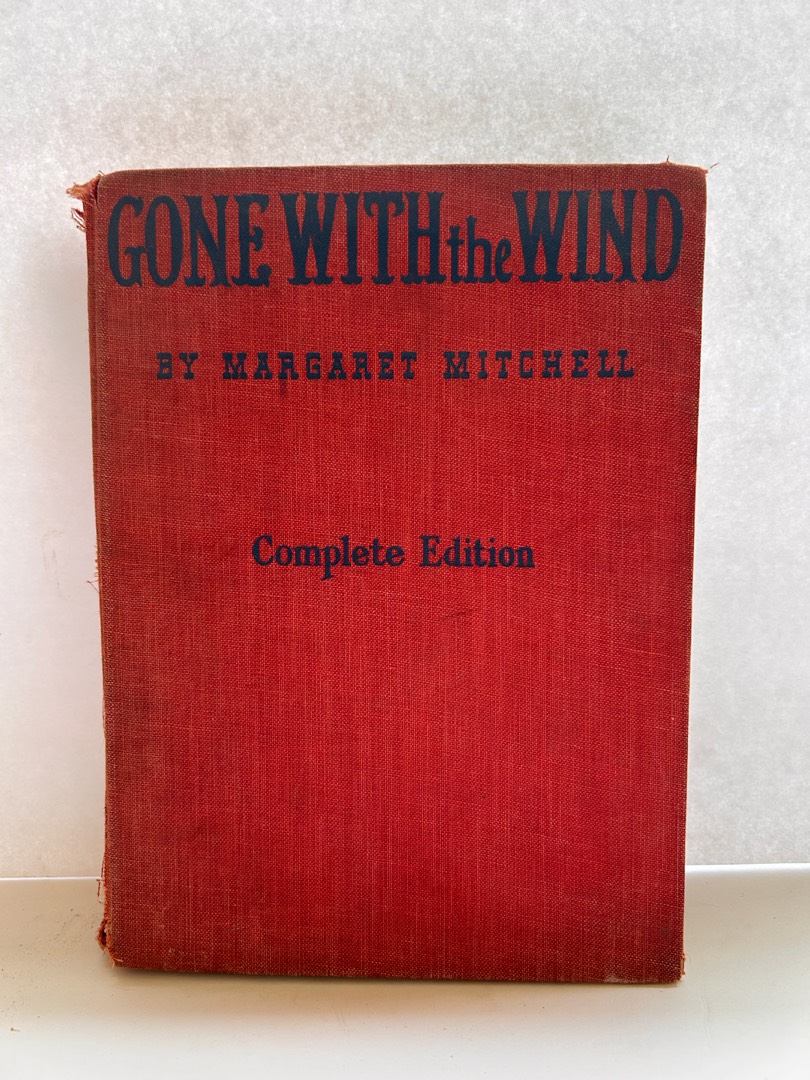 GONE WITH the WIND
BY MARGARET MITCHELL
Complete Edition